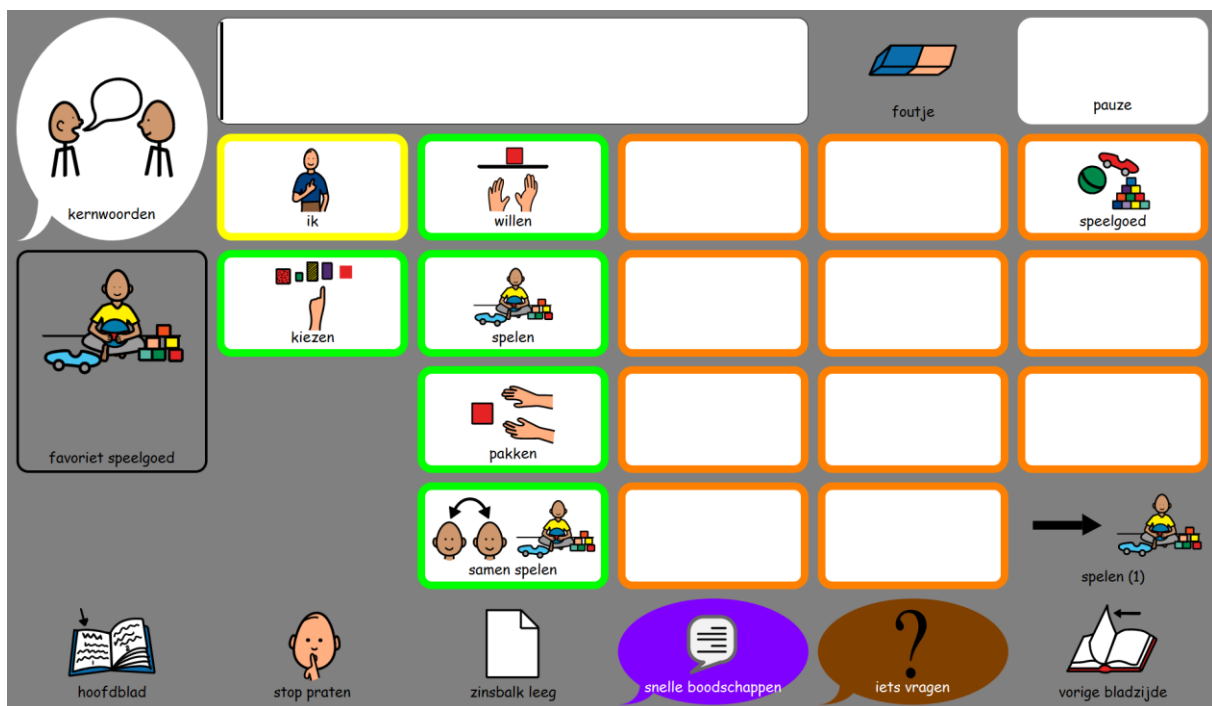 kernwoorden
foutje
pauze
ik
willen
speelgoed
favoriet speelgoed
kiezen
spelen
pakken
samen spelen
spelen (1)
hoofdblad
stop praten
zinsbalk leeg
snelle boodschappen
?
iets vragen
vorige bladzijde